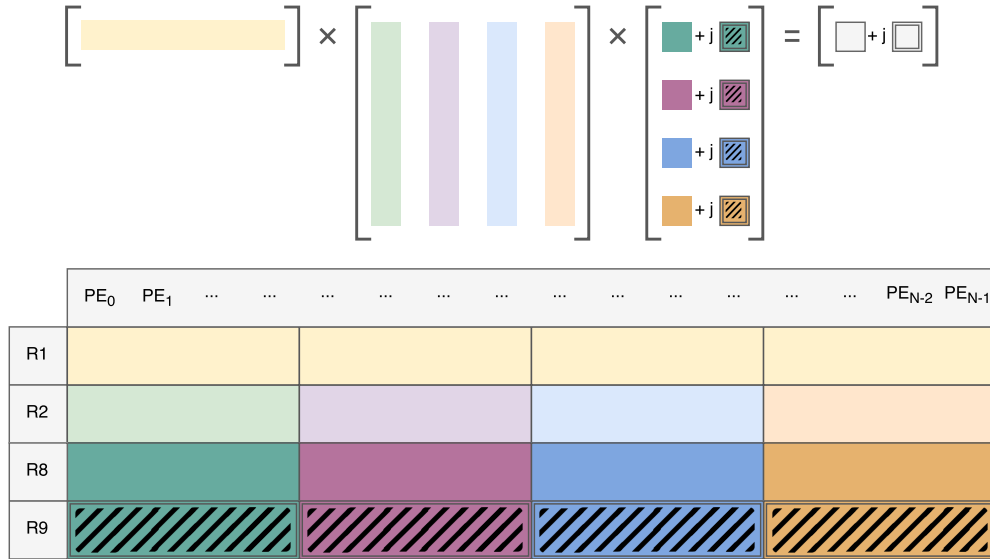 × × + j = + j
+ j
+ j
+ j
PE0 PE1 ... ... ... ... ... ... ... ... ... ... ... ... PEN-2 PEN-1
R1
R2
R8
R9